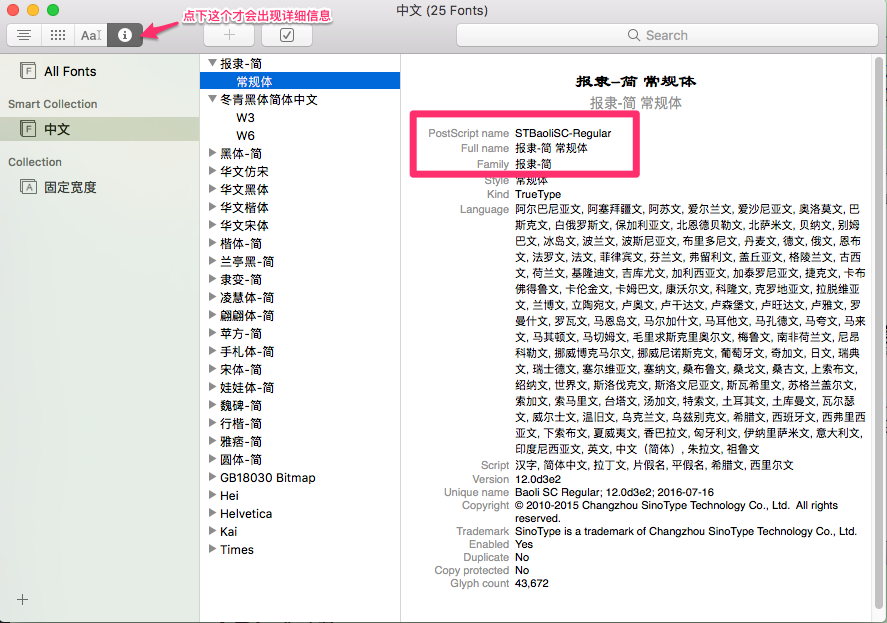 中文 (25 Fonts)
点下这个才会出现详细信息
Aa
Search
All Fonts
Smart Collection
中文
Collection
固定宽度
报隶-简
常规体
冬青黑体简体中文
W3
W6
黑体-简
华文仿宋
华文黑体
华文楷体
华文宋体
楷体-简
兰亭黑-简
隶变-简
凌慧体-简
翩翩体-简
苹方-简
手札体-简
宋体-简
娃娃体-简
魏碑-简
行楷-简
雅痞-简
圆体-简
GB18030 Bitmap
Hei
Helvetica
Kai
Times
报隶-简 常规体
报隶-简 常规体
PostScript name STBaoliSC-Regular
Full name 报隶-简 常规体
Family 报隶-简
Style 常规体
Kind TrueType
Language 阿尔巴尼亚文, 阿塞拜疆文, 阿苏文, 爱尔兰文, 爱沙尼亚文, 奥洛莫文, 巴
斯克文, 白俄罗斯文, 保加利亚文, 北恩德贝勒文, 北萨米文, 贝纳文, 别姆
巴文, 冰岛文, 波兰文, 波斯尼亚文, 布里多尼文, 丹麦文, 德文, 俄文, 恩布
文, 法罗文, 法文, 菲律宾文, 芬兰文, 弗留利文, 盖丘亚文, 格陵兰文, 古西
文, 荷兰文, 基隆迪文, 吉库尤文, 加利西亚文, 加泰罗尼亚文, 捷克文, 卡布
佛得鲁文, 卡伦金文, 卡姆巴文, 康沃尔文, 科隆文, 克罗地亚文, 拉脱维亚
文, 兰博文, 立陶宛文, 卢奥文, 卢干达文, 卢森堡文, 卢旺达文, 卢雅文, 罗
曼什文, 罗瓦文, 马恩岛文, 马尔加什文, 马耳他文, 马孔德文, 马夸文, 马来
文, 马其顿文, 马切姆文, 毛里求斯克里奥尔文, 梅鲁文, 南非荷兰文, 尼昂
科勒文, 挪威博克马尔文, 挪威尼诺斯克文, 葡萄牙文, 奇加文, 日文, 瑞典
文, 瑞士德文, 塞尔维亚文, 塞纳文, 桑布鲁文, 桑戈文, 桑古文, 上索布文,
绍纳文, 世界文, 斯洛伐克文, 斯洛文尼亚文, 斯瓦希里文, 苏格兰盖尔文,
索加文, 索马里文, 台塔文, 汤加文, 特索文, 土耳其文, 土库曼文, 瓦尔瑟
文, 威尔士文, 温旧文, 乌克兰文, 乌兹别克文, 希腊文, 西班牙文, 西弗里西
亚文, 下索布文, 夏威夷文, 香巴拉文, 匈牙利文, 伊纳里萨米文, 意大利文,
印度尼西亚文, 英文, 中文（简体）, 朱拉文, 祖鲁文
Script 汉字, 简体中文, 拉丁文, 片假名, 平假名, 希腊文, 西里尔文
Version 12.0d3e2
Unique name Baoli SC Regular; 12.0d3e2; 2016-07-16
Copyright © 2010-2015 Changzhou SinoType Technology Co., Ltd. All rights
reserved.
Trademark SinoType is a trademark of Changzhou SinoType Technology Co., Ltd.
Enabled Yes
Duplicate No
Copy protected No
Glyph count 43,672